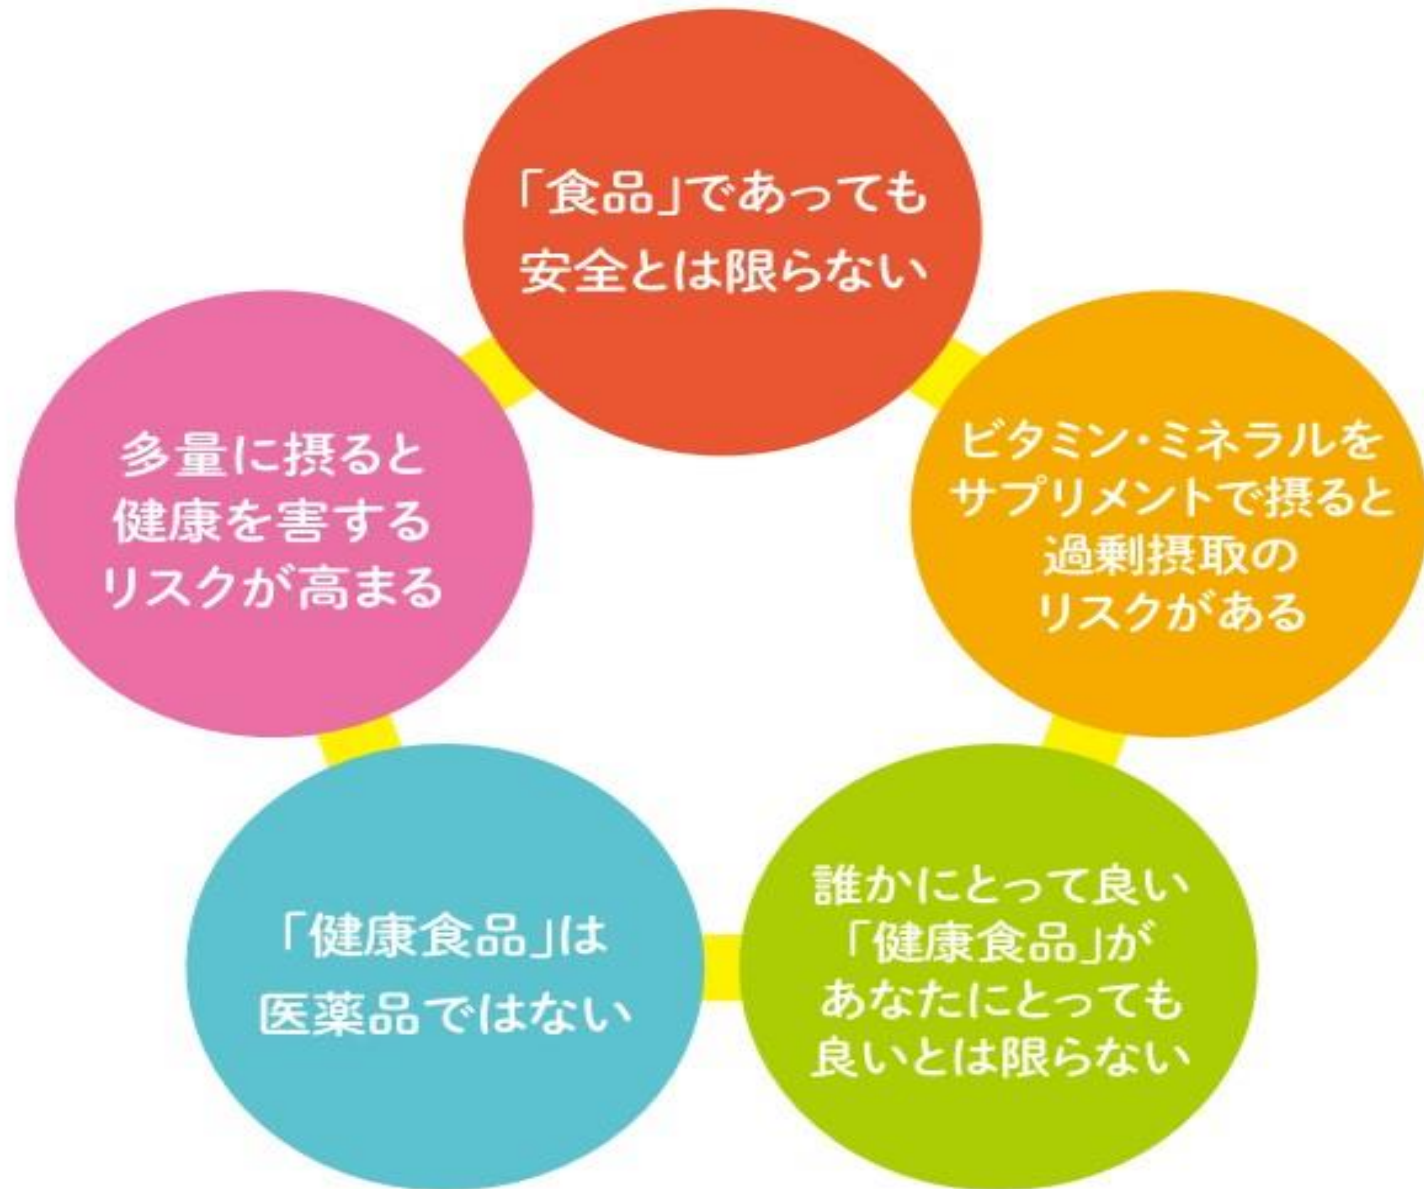 「食品」であっても
安全とは限らない
ビタミン・ミネラルを
サプリメントで摂ると
過剰摂取の
リスクがある
誰かにとって良い
「健康食品」が
あなたにとっても
良いとは限らない
「健康食品」は
医薬品ではない
多量に摂ると
健康を害する
リスクが高まる